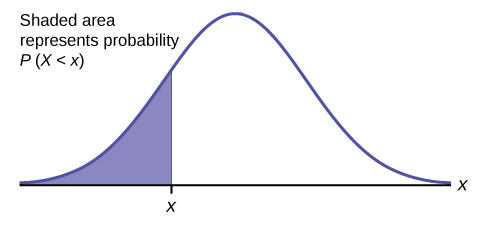 Shaded area
represents probability
P (X < x)
x
x